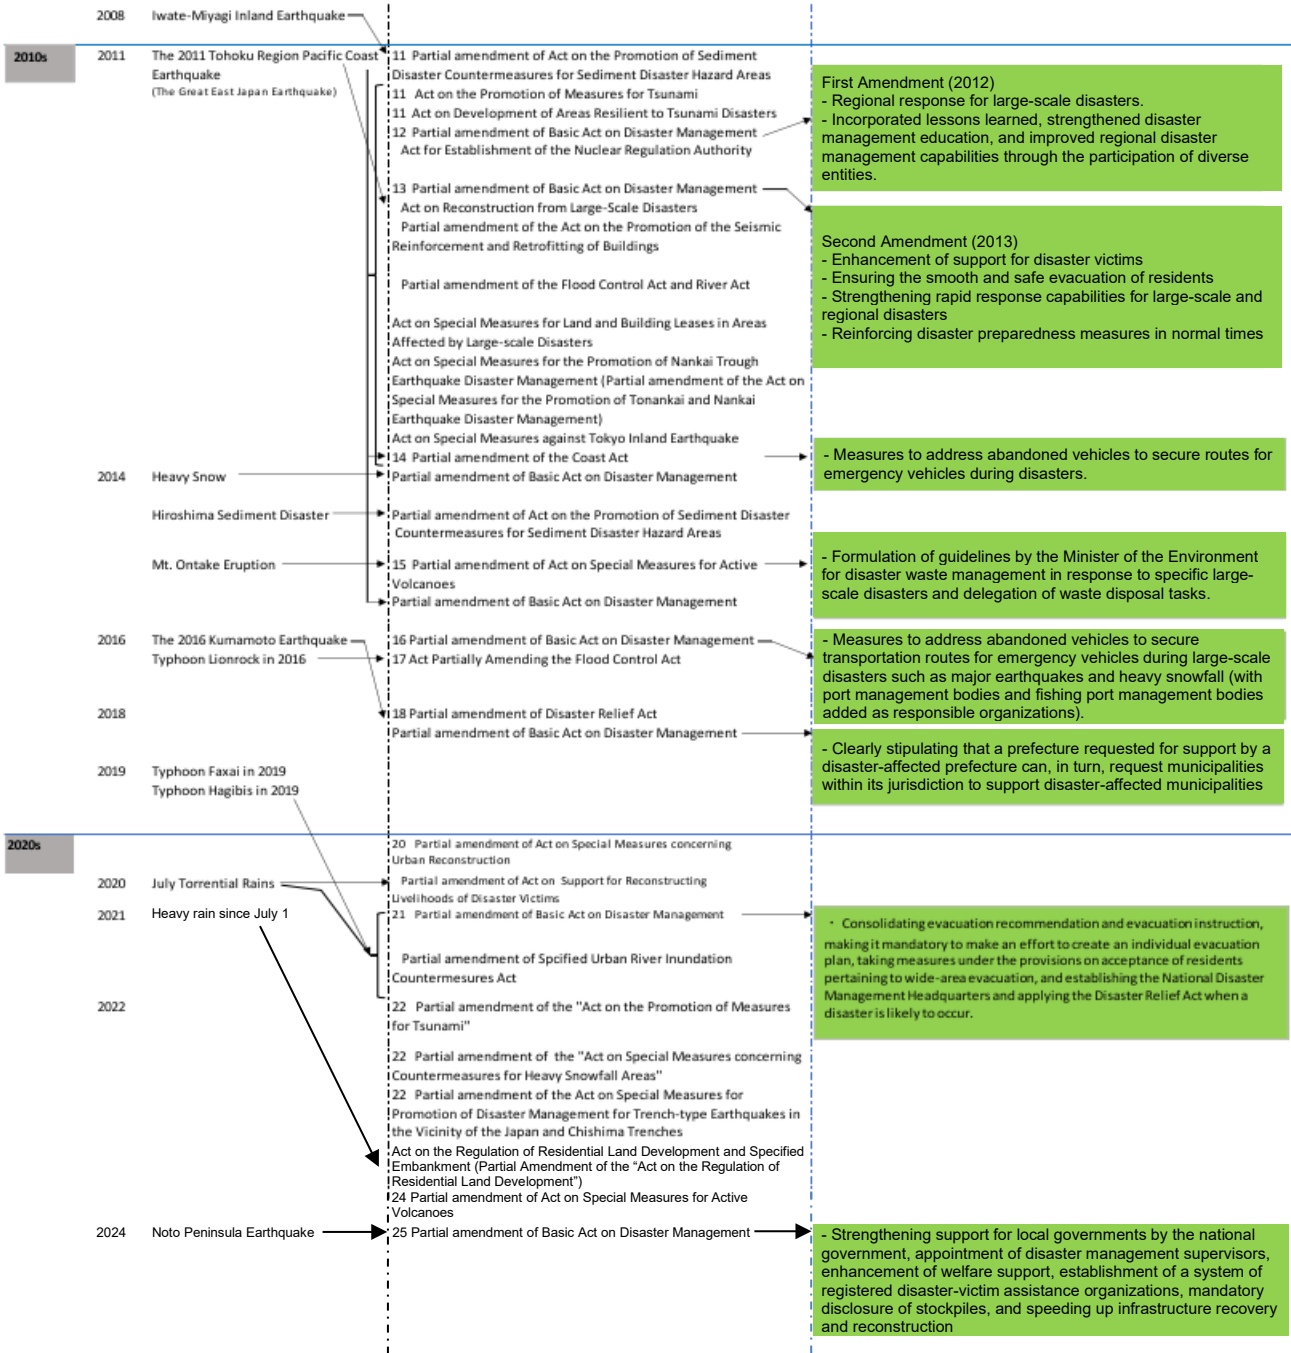 2008 Iwate-Miyagi Inland Earthquake
2010s
2011 The 2011 Tohoku Region Pacific Coast
Earthquake
(The Great East Japan Earthquake)
11 Partial amendment of Act on the Promotion of Sediment
Disaster Countermeasures for Sediment Disaster Hazard Areas
11 Act on the Promotion of Measures for Tsunami
11 Act on Development of Areas Resilient to Tsunami Disasters
12 Partial amendment of Basic Act on Disaster Management
Act for Establishment of the Nuclear Regulation Authority
First Amendment (2012)
- Regional response for large-scale disasters.
- Incorporated lessons learned, strengthened disaster
management education, and improved regional disaster
management capabilities through the participation of diverse
entities.
13 Partial amendment of Basic Act on Disaster Management
Act on Reconstruction from Large-Scale Disasters
Partial amendment of the Act on the Promotion of the Seismic
Reinforcement and Retrofitting of Buildings
Partial amendment of the Flood Control Act and River Act
Act on Special Measures for Land and Building Leases in Areas
Affected by Large-scale Disasters
Act on Special Measures for the Promotion of Nankai Trough
Earthquake Disaster Management (Partial amendment of the Act on
Special Measures for the Promotion of Tonankai and Nankai
Earthquake Disaster Management)
Act on Special Measures against Tokyo Inland Earthquake
14 Partial amendment of the Coast Act
Second Amendment (2013)
- Enhancement of support for disaster victims
- Ensuring the smooth and safe evacuation of residents
- Strengthening rapid response capabilities for large-scale and
regional disasters
- Reinforcing disaster preparedness measures in normal times
2014 Heavy Snow
Partial amendment of Basic Act on Disaster Management
- Measures to address abandoned vehicles to secure routes for
emergency vehicles during disasters.
Hiroshima Sediment Disaster
Partial amendment of Act on the Promotion of Sediment Disaster
Countermeasures for Sediment Disaster Hazard Areas
Mt. Ontake Eruption
15 Partial amendment of Act on Special Measures for Active
Volcanoes
Partial amendment of Basic Act on Disaster Management
- Formulation of guidelines by the Minister of the Environment
for disaster waste management in response to specific large-
scale disasters and delegation of waste disposal tasks.
2016 The 2016 Kumamoto Earthquake
Typhoon Lionrock in 2016
16 Partial amendment of Basic Act on Disaster Management
17 Act Partially Amending the Flood Control Act
- Measures to address abandoned vehicles to secure
transportation routes for emergency vehicles during large-scale
disasters such as major earthquakes and heavy snowfall (with
port management bodies and fishing port management bodies
added as responsible organizations).
2018
18 Partial amendment of Disaster Relief Act
Partial amendment of Basic Act on Disaster Management
- Clearly stipulating that a prefecture requested for support by a
disaster-affected prefecture can, in turn, request municipalities
within its jurisdiction to support disaster-affected municipalities
2019 Typhoon Faxai in 2019
Typhoon Hagibis in 2019
2020s
20 Partial amendment of Act on Special Measures concerning
Urban Reconstruction
2020 July Torrential Rains
Partial amendment of Act on Support for Reconstructing
Livelihoods of Disaster Victims
2021 Heavy rain since July 1
21 Partial amendment of Basic Act on Disaster Management
Partial amendment of Spcified Urban River Inundation
Countermesures Act
・ Consolidating evacuation recommendation and evacuation instruction,
making it mandatory to make an effort to create an individual evacuation
plan, taking measures under the provisions on acceptance of residents
pertaining to wide-area evacuation, and establishing the National Disaster
Management Headquarters and applying the Disaster Relief Act when a
disaster is likely to occur.
2022
22 Partial amendment of the "Act on the Promotion of Measures
for Tsunami"
22 Partial amendment of the "Act on Special Measures concerning
Countermeasures for Heavy Snowfall Areas"
22 Partial amendment of the Act on Special Measures for
Promotion of Disaster Management for Trench-type Earthquakes in
the Vicinity of the Japan and Chishima Trenches
Act on the Regulation of Residential Land Development and Specified
Embankment (Partial Amendment of the “Act on the Regulation of
Residential Land Development”)
24 Partial amendment of Act on Special Measures for Active
Volcanoes
2024 Noto Peninsula Earthquake
25 Partial amendment of Basic Act on Disaster Management
- Strengthening support for local governments by the national
government, appointment of disaster management supervisors,
enhancement of welfare support, establishment of a system of
registered disaster-victim assistance organizations, mandatory
disclosure of stockpiles, and speeding up infrastructure recovery
and reconstruction